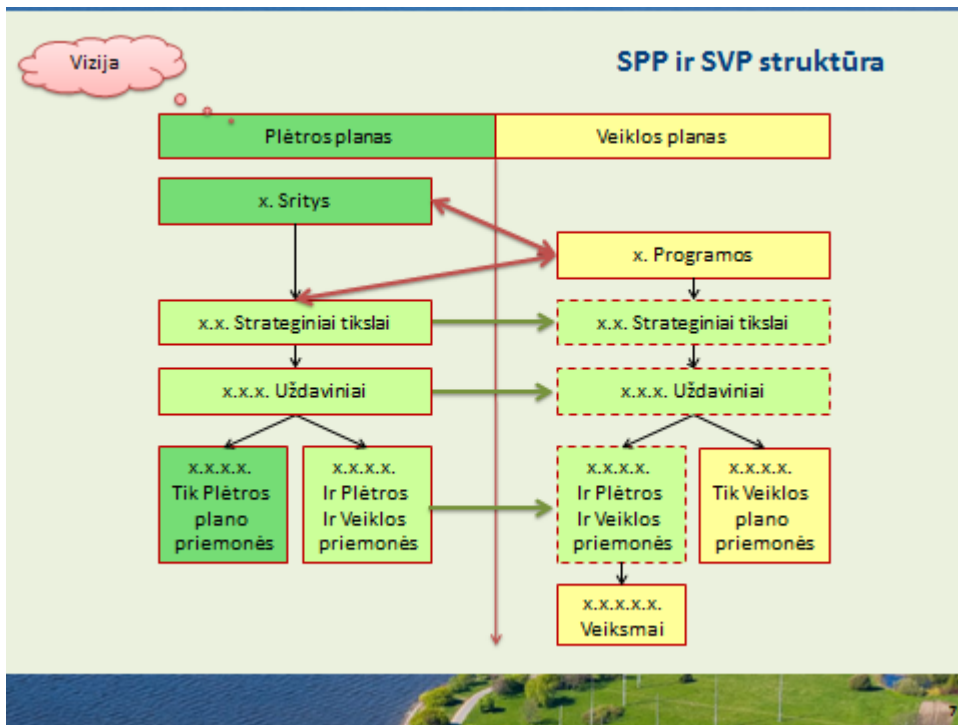 Vizija
SPP ir SVP struktūra
Plėtros planas
Veiklos planas
x. Sritys
x. Programos
x.x. Strateginiai tikslai
x.x. Strateginiai tikslai
x.x.x. Uždaviniai
x.x.x. Uždaviniai
x.x.x.x.
Tik Plėtros
plano
priemonės
x.x.x.x.
Ir Plėtros
Ir Veiklos
priemonės
x.x.x.x.
Ir Plėtros
Ir Veiklos
priemonės
x.x.x.x.
Tik Veiklos
plano
priemonės
x.x.x.x.x.
Veiksmai
7